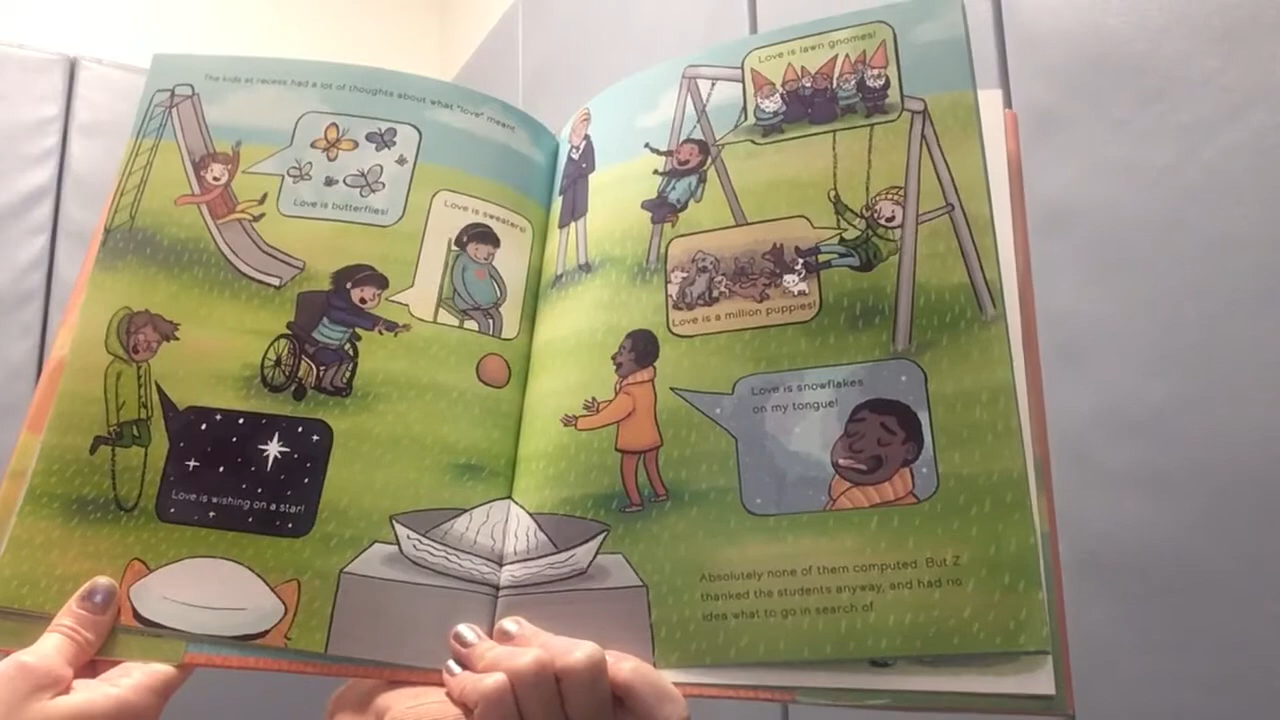 The kids at recess had a lot of thoughts about what "love" meant.
Love is butterflies!
Love is sweaters!
Love is wishing on a star!
Love is lawn gnomes!
Love is a million puppies!
Love is snowflakes
on my tongue!
Absolutely none of them computed. But Z
thanked the students anyway, and had no
idea what to go in search of.